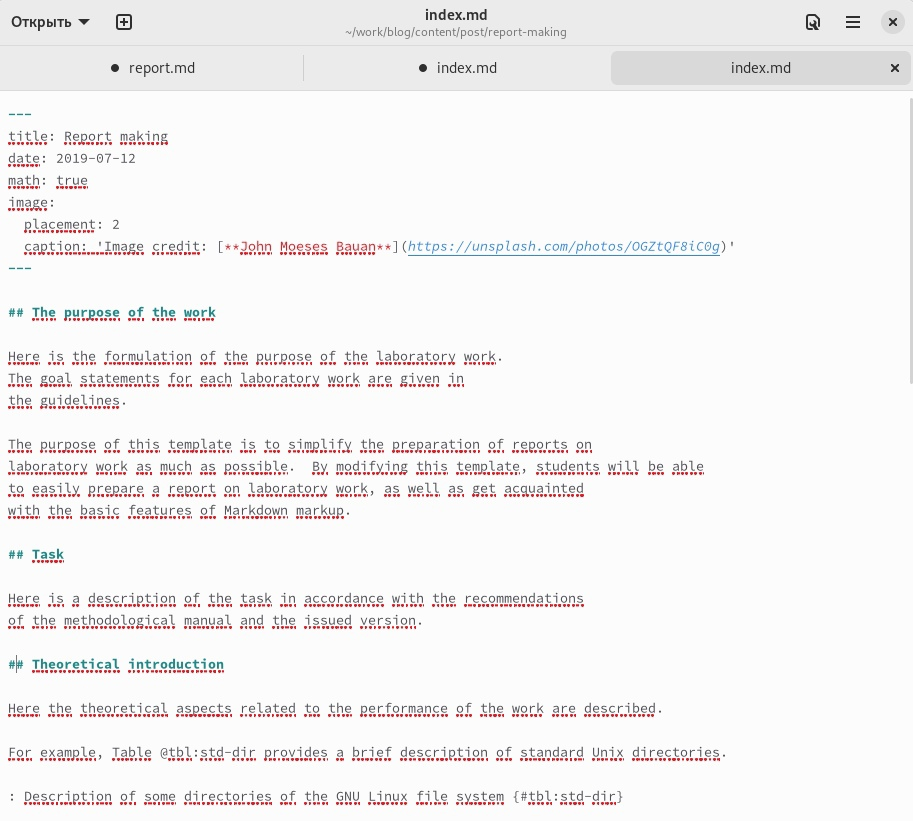 Открыть
index.md
~/work/blog/content/post/report-making
report.md
index.md
index.md
---
title: Report making
date: 2019-07-12
math: true
image:
  placement: 2
  caption: 'Image credit: [**John Moeses Bauan**](https://unsplash.com/photos/OGZtQF8iC0g)'
---
## The purpose of the work
Here is the formulation of the purpose of the laboratory work.
The goal statements for each laboratory work are given in
the guidelines.
The purpose of this template is to simplify the preparation of reports on
laboratory work as much as possible.  By modifying this template, students will be able
to easily prepare a report on laboratory work, as well as get acquainted
with the basic features of Markdown markup.
## Task
Here is a description of the task in accordance with the recommendations
of the methodological manual and the issued version.
## Theoretical introduction
Here the theoretical aspects related to the performance of the work are described.
For example, Table @tbl:std-dir provides a brief description of standard Unix directories.
: Description of some directories of the GNU Linux file system {#tbl:std-dir}